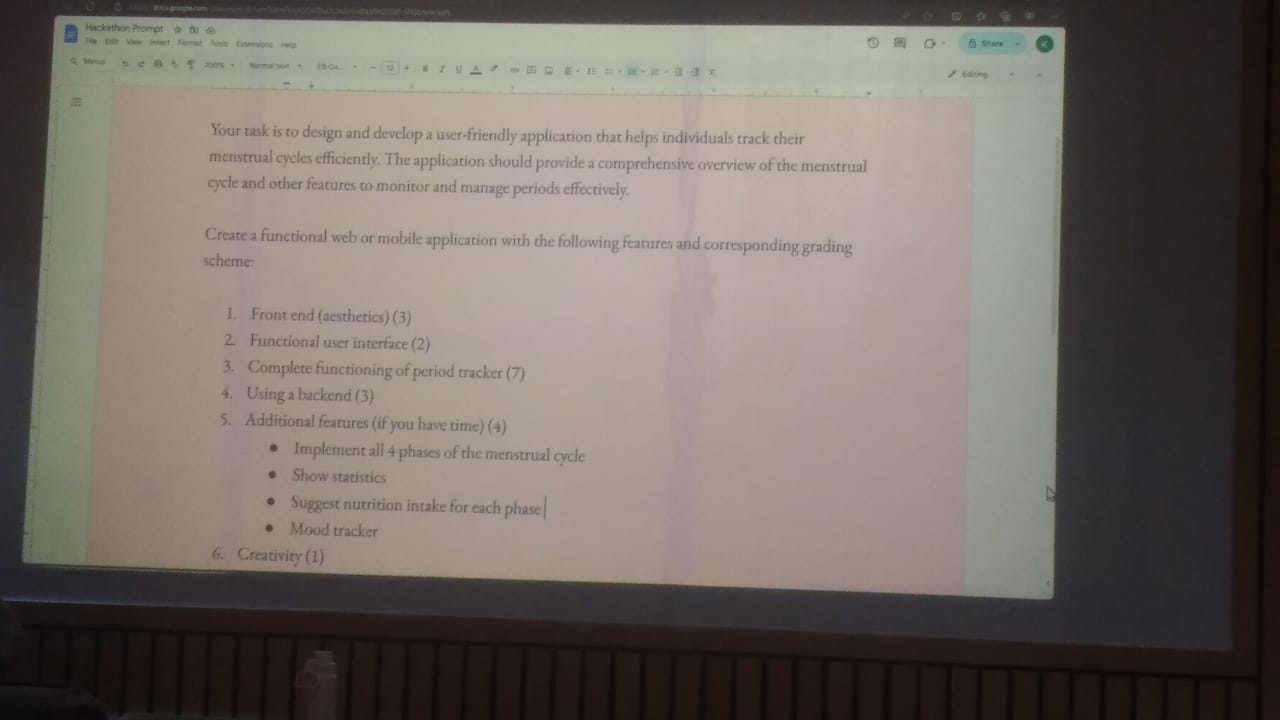 docs.google.com
Hackathon Prompt
File Edit View Insert Format Tools Extensions Help
Share
K
Menus
200%
Normal text
EB Ga...
12
B I U A
Editing
Your task is to design and develop a user-friendly application that helps individuals track their
menstrual cycles efficiently. The application should provide a comprehensive overview of the menstrual
cycle and other features to monitor and manage periods effectively.
Create a functional web or mobile application with the following features and corresponding grading
scheme:
1. Front end (aesthetics) (3)
2. Functional user interface (2)
3. Complete functioning of period tracker (7)
4. Using a backend (3)
5. Additional features (if you have time) (4)
● Implement all 4 phases of the menstrual cycle
● Show statistics
● Suggest nutrition intake for each phase
● Mood tracker
6. Creativity (1)